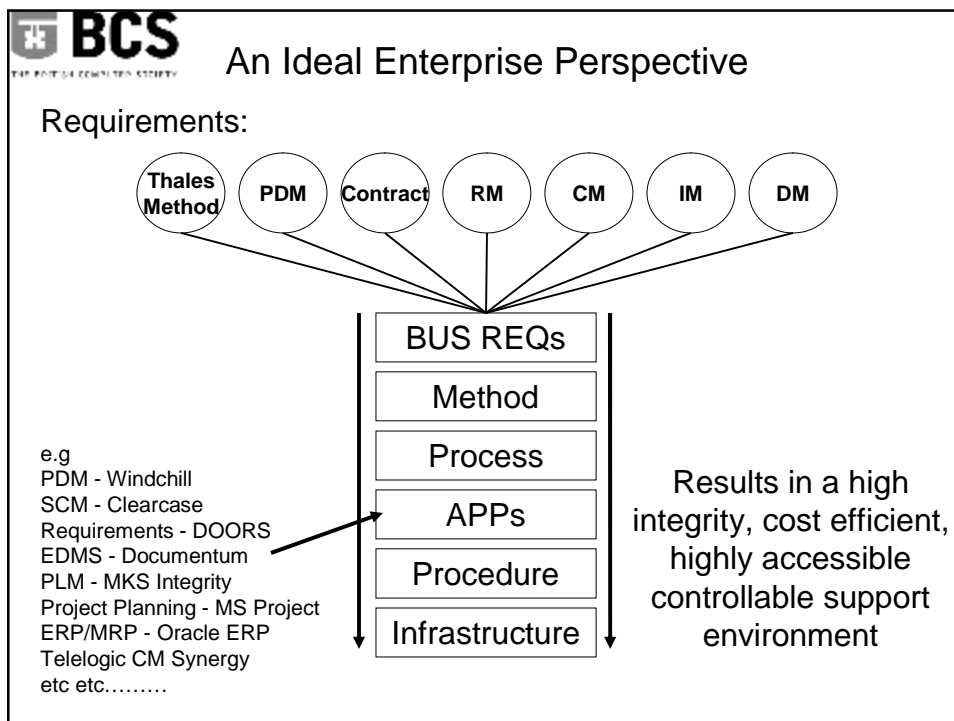 BCS
THE BRITISH COMPUTER SOCIETY
An Ideal Enterprise Perspective
Requirements:
Thales
Method
PDM
Contract
RM
CM
IM
DM
BUS REQs
Method
Process
APPs
Procedure
Infrastructure
e.g
PDM - Windchill
SCM - Clearcase
Requirements - DOORS
EDMS - Documentum
PLM - MKS Integrity
Project Planning - MS Project
ERP/MRP - Oracle ERP
Telelogic CM Synergy
etc etc.........
Results in a high
integrity, cost efficient,
highly accessible
controllable support
environment